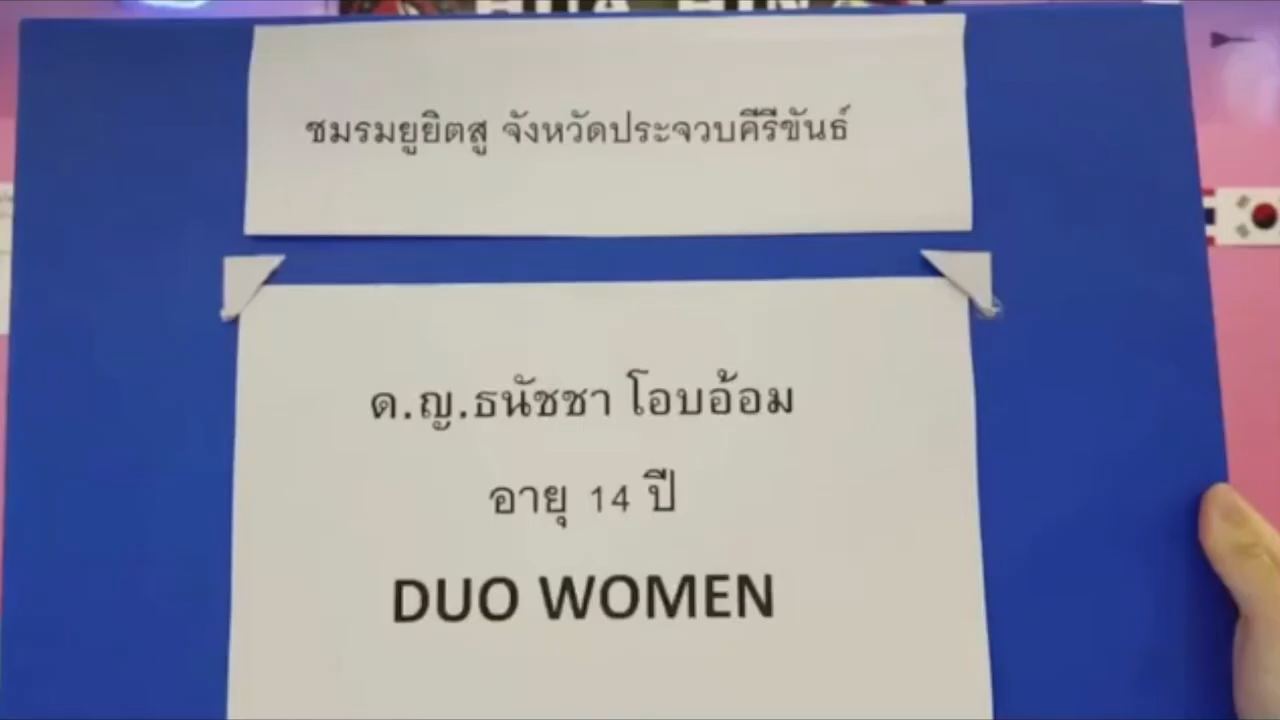 ชมรมยูยิตสู จังหวัดประจวบคีรีขันธ์
ด.ญ.ธนัชชา โอบอ้อม
อายุ 14 ปี
DUO WOMEN